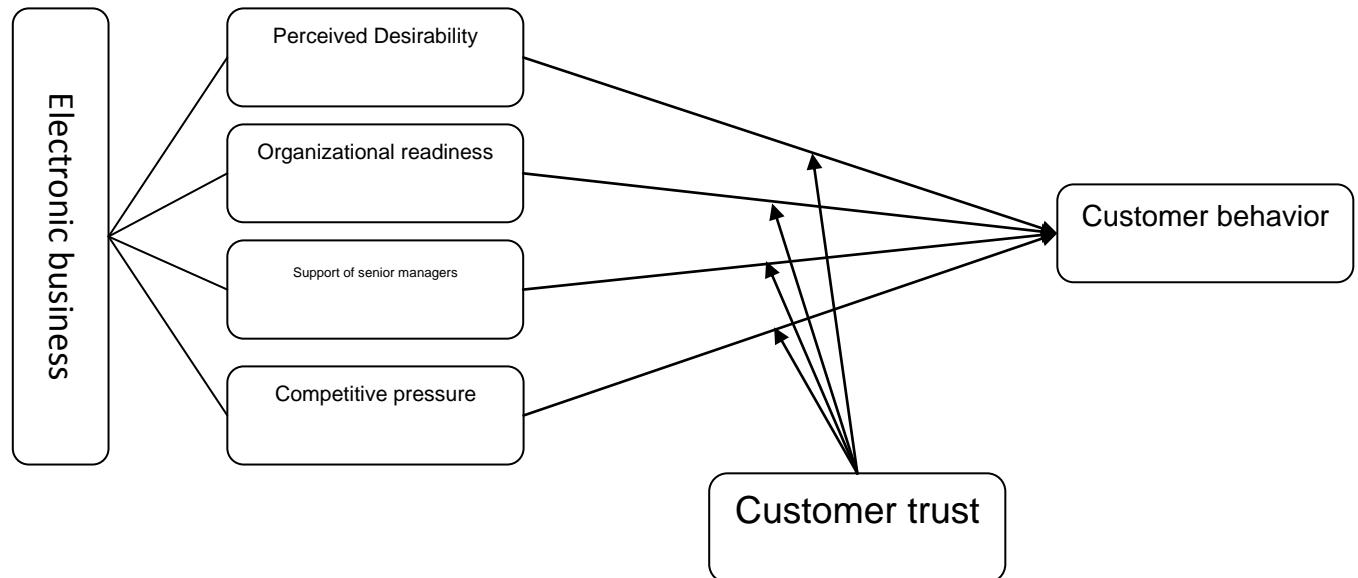 Electronic business
Perceived Desirability
Organizational readiness
Support of senior managers
Competitive pressure
Customer behavior
Customer trust